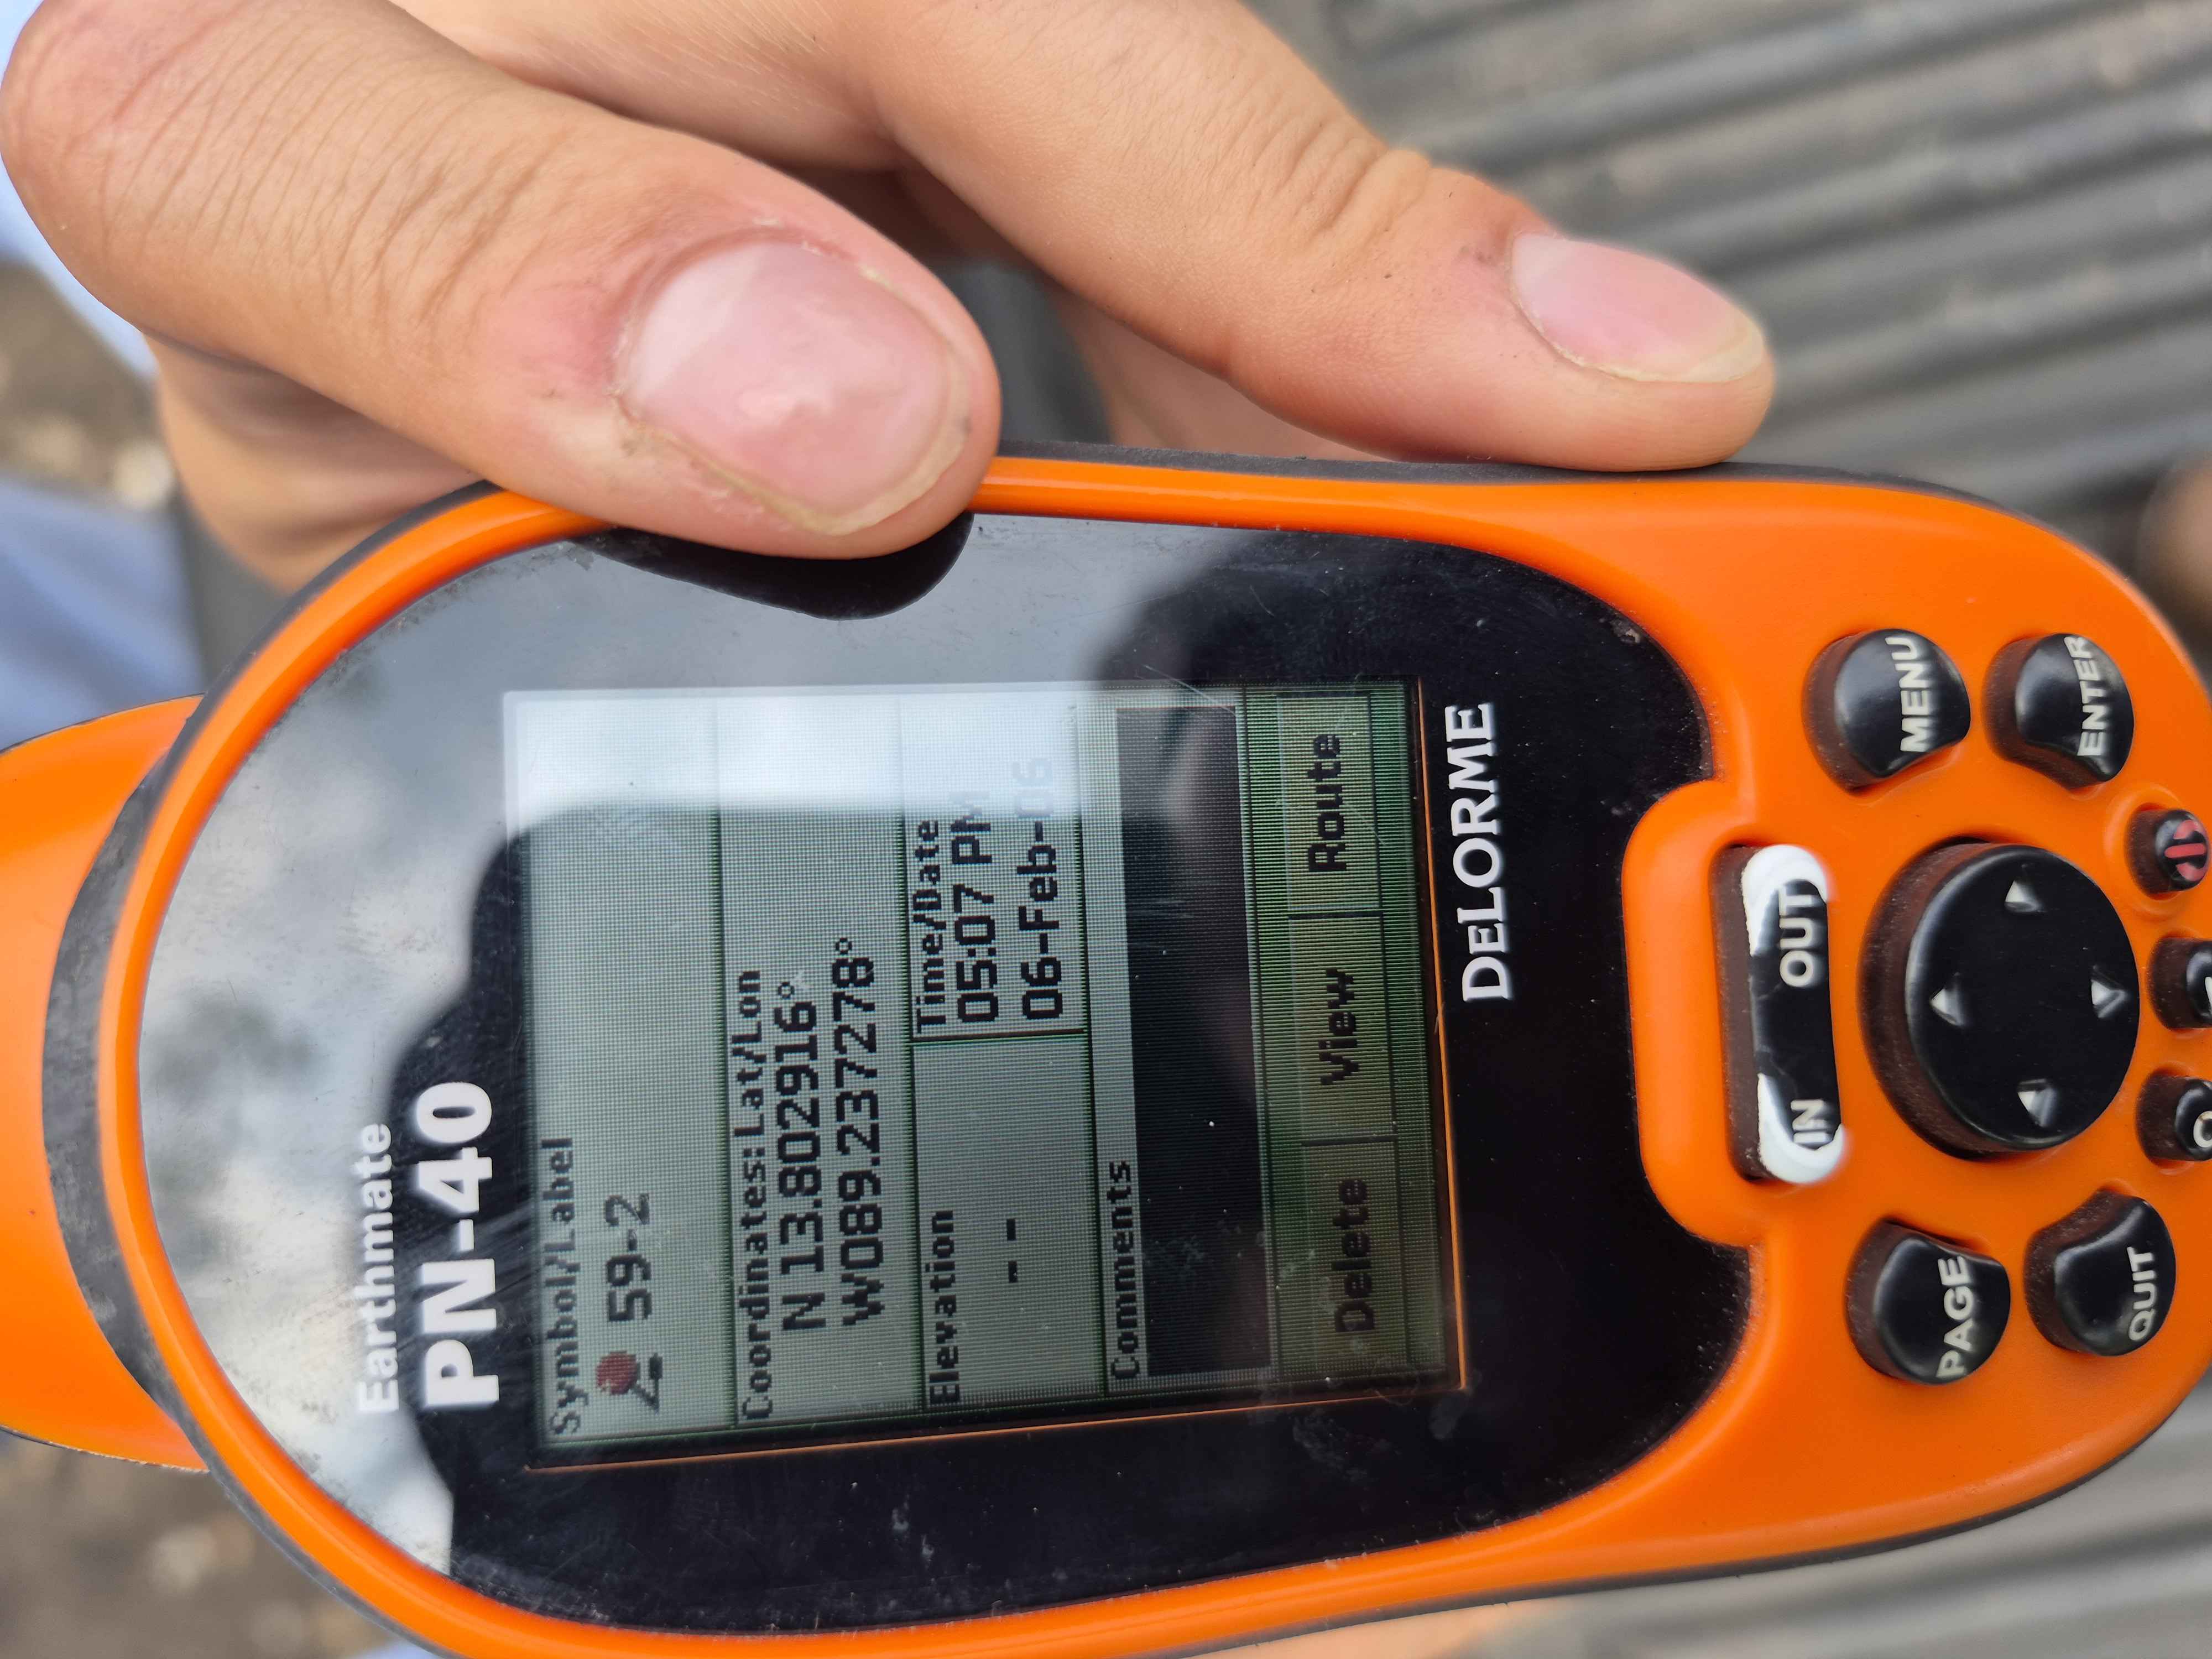 Earthmate
PN-40
Symbol/Label
59-2
Coordinates: Lat/Lon
N 13.802916°
W089.237278°
Elevation
--
Time/Date
05:07 PM
06-Feb-06
Comments
Delete View Route
DELORME
IN OUT
PAGE
MENU
QUIT
ENTER